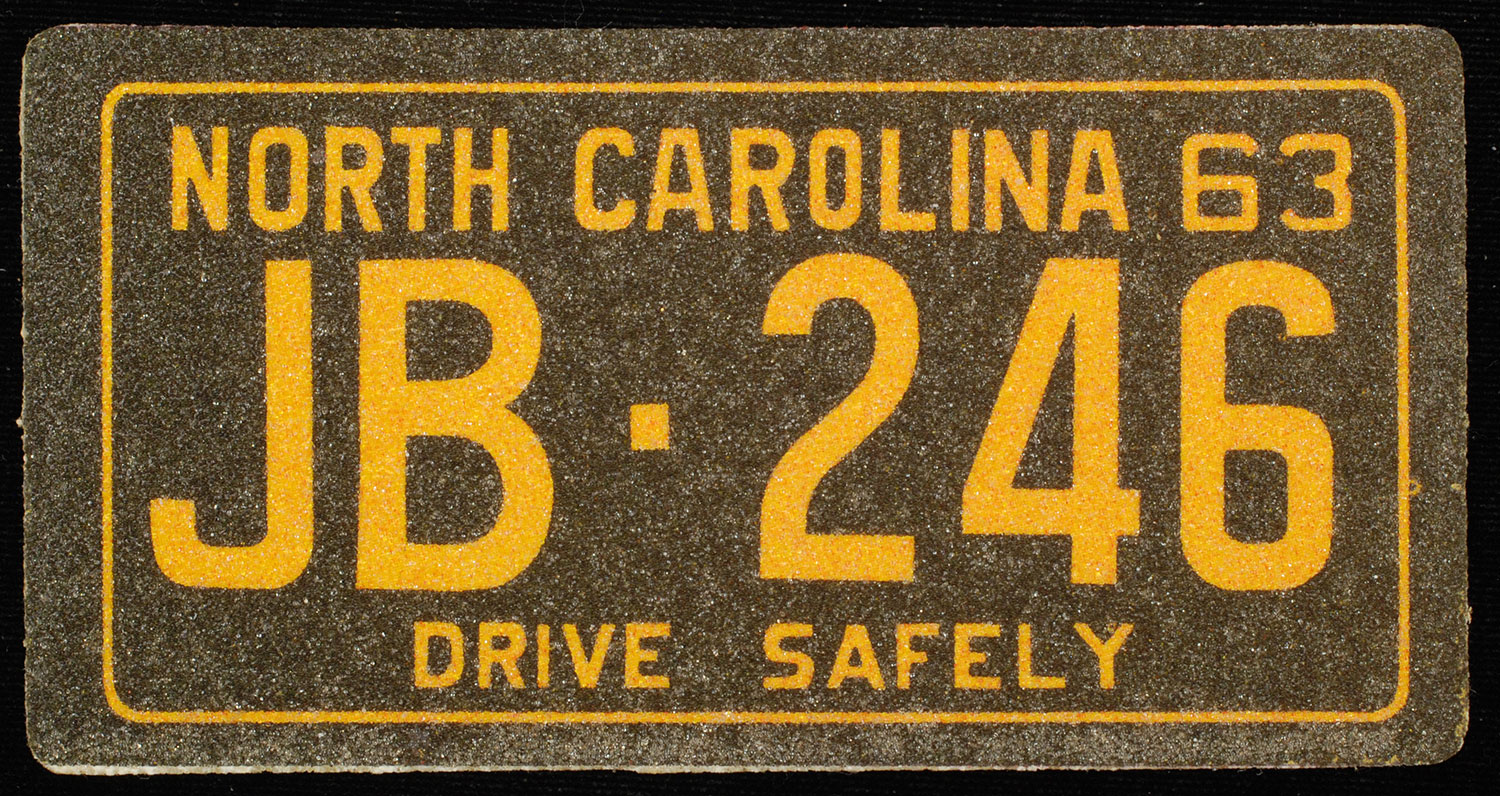 NORTH CAROLINA 63
JB·246
DRIVE SAFELY